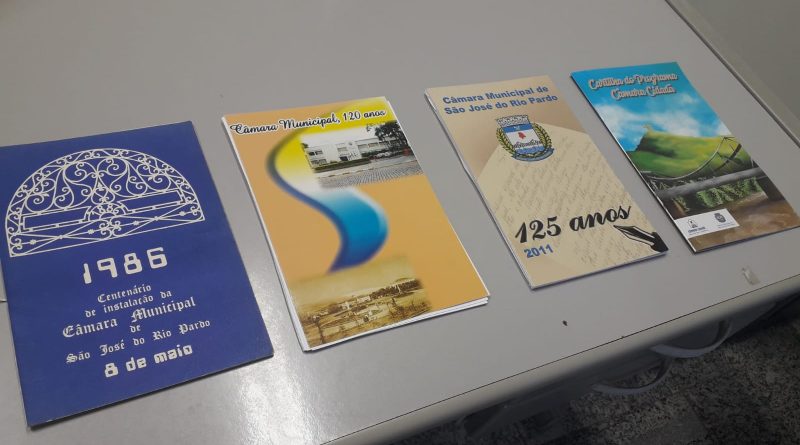 1986
Centenário
de instalação da
Câmara Municipal
de
São José do Rio Pardo
8 de maio
Câmara Municipal, 120 anos
Câmara Municipal de
São José do Rio Pardo
125 anos
2011
Cartilha do Programa
Câmara Cidadã